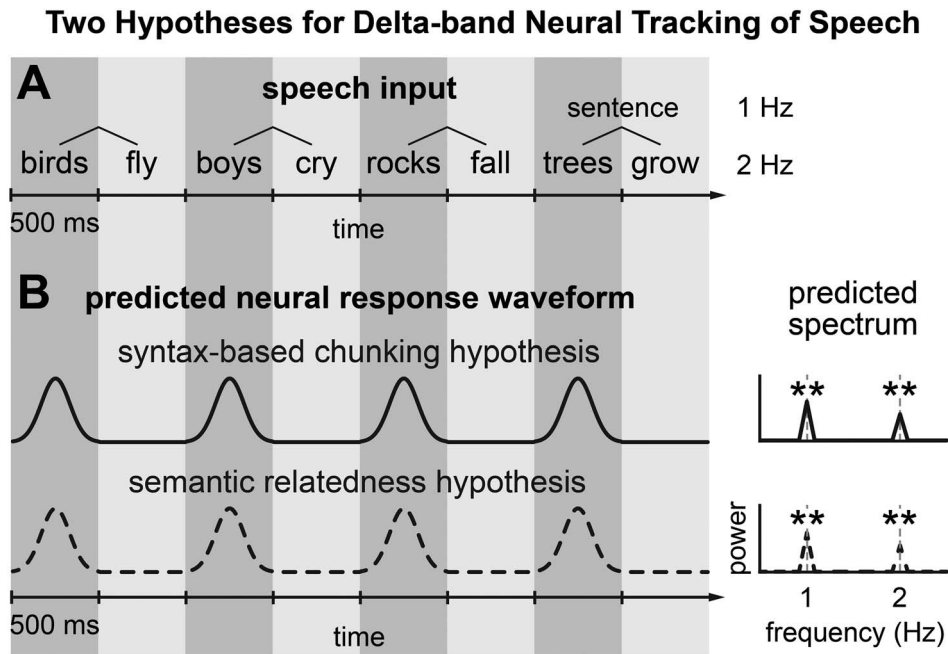 Two Hypotheses for Delta-band Neural Tracking of Speech
A
speech input
sentence
1 Hz
birds fly boys cry rocks fall trees grow
2 Hz
500 ms
time
B
predicted neural response waveform
predicted
spectrum
syntax-based chunking hypothesis
** **
semantic relatedness hypothesis
** **
power
1 2
500 ms
time
frequency (Hz)